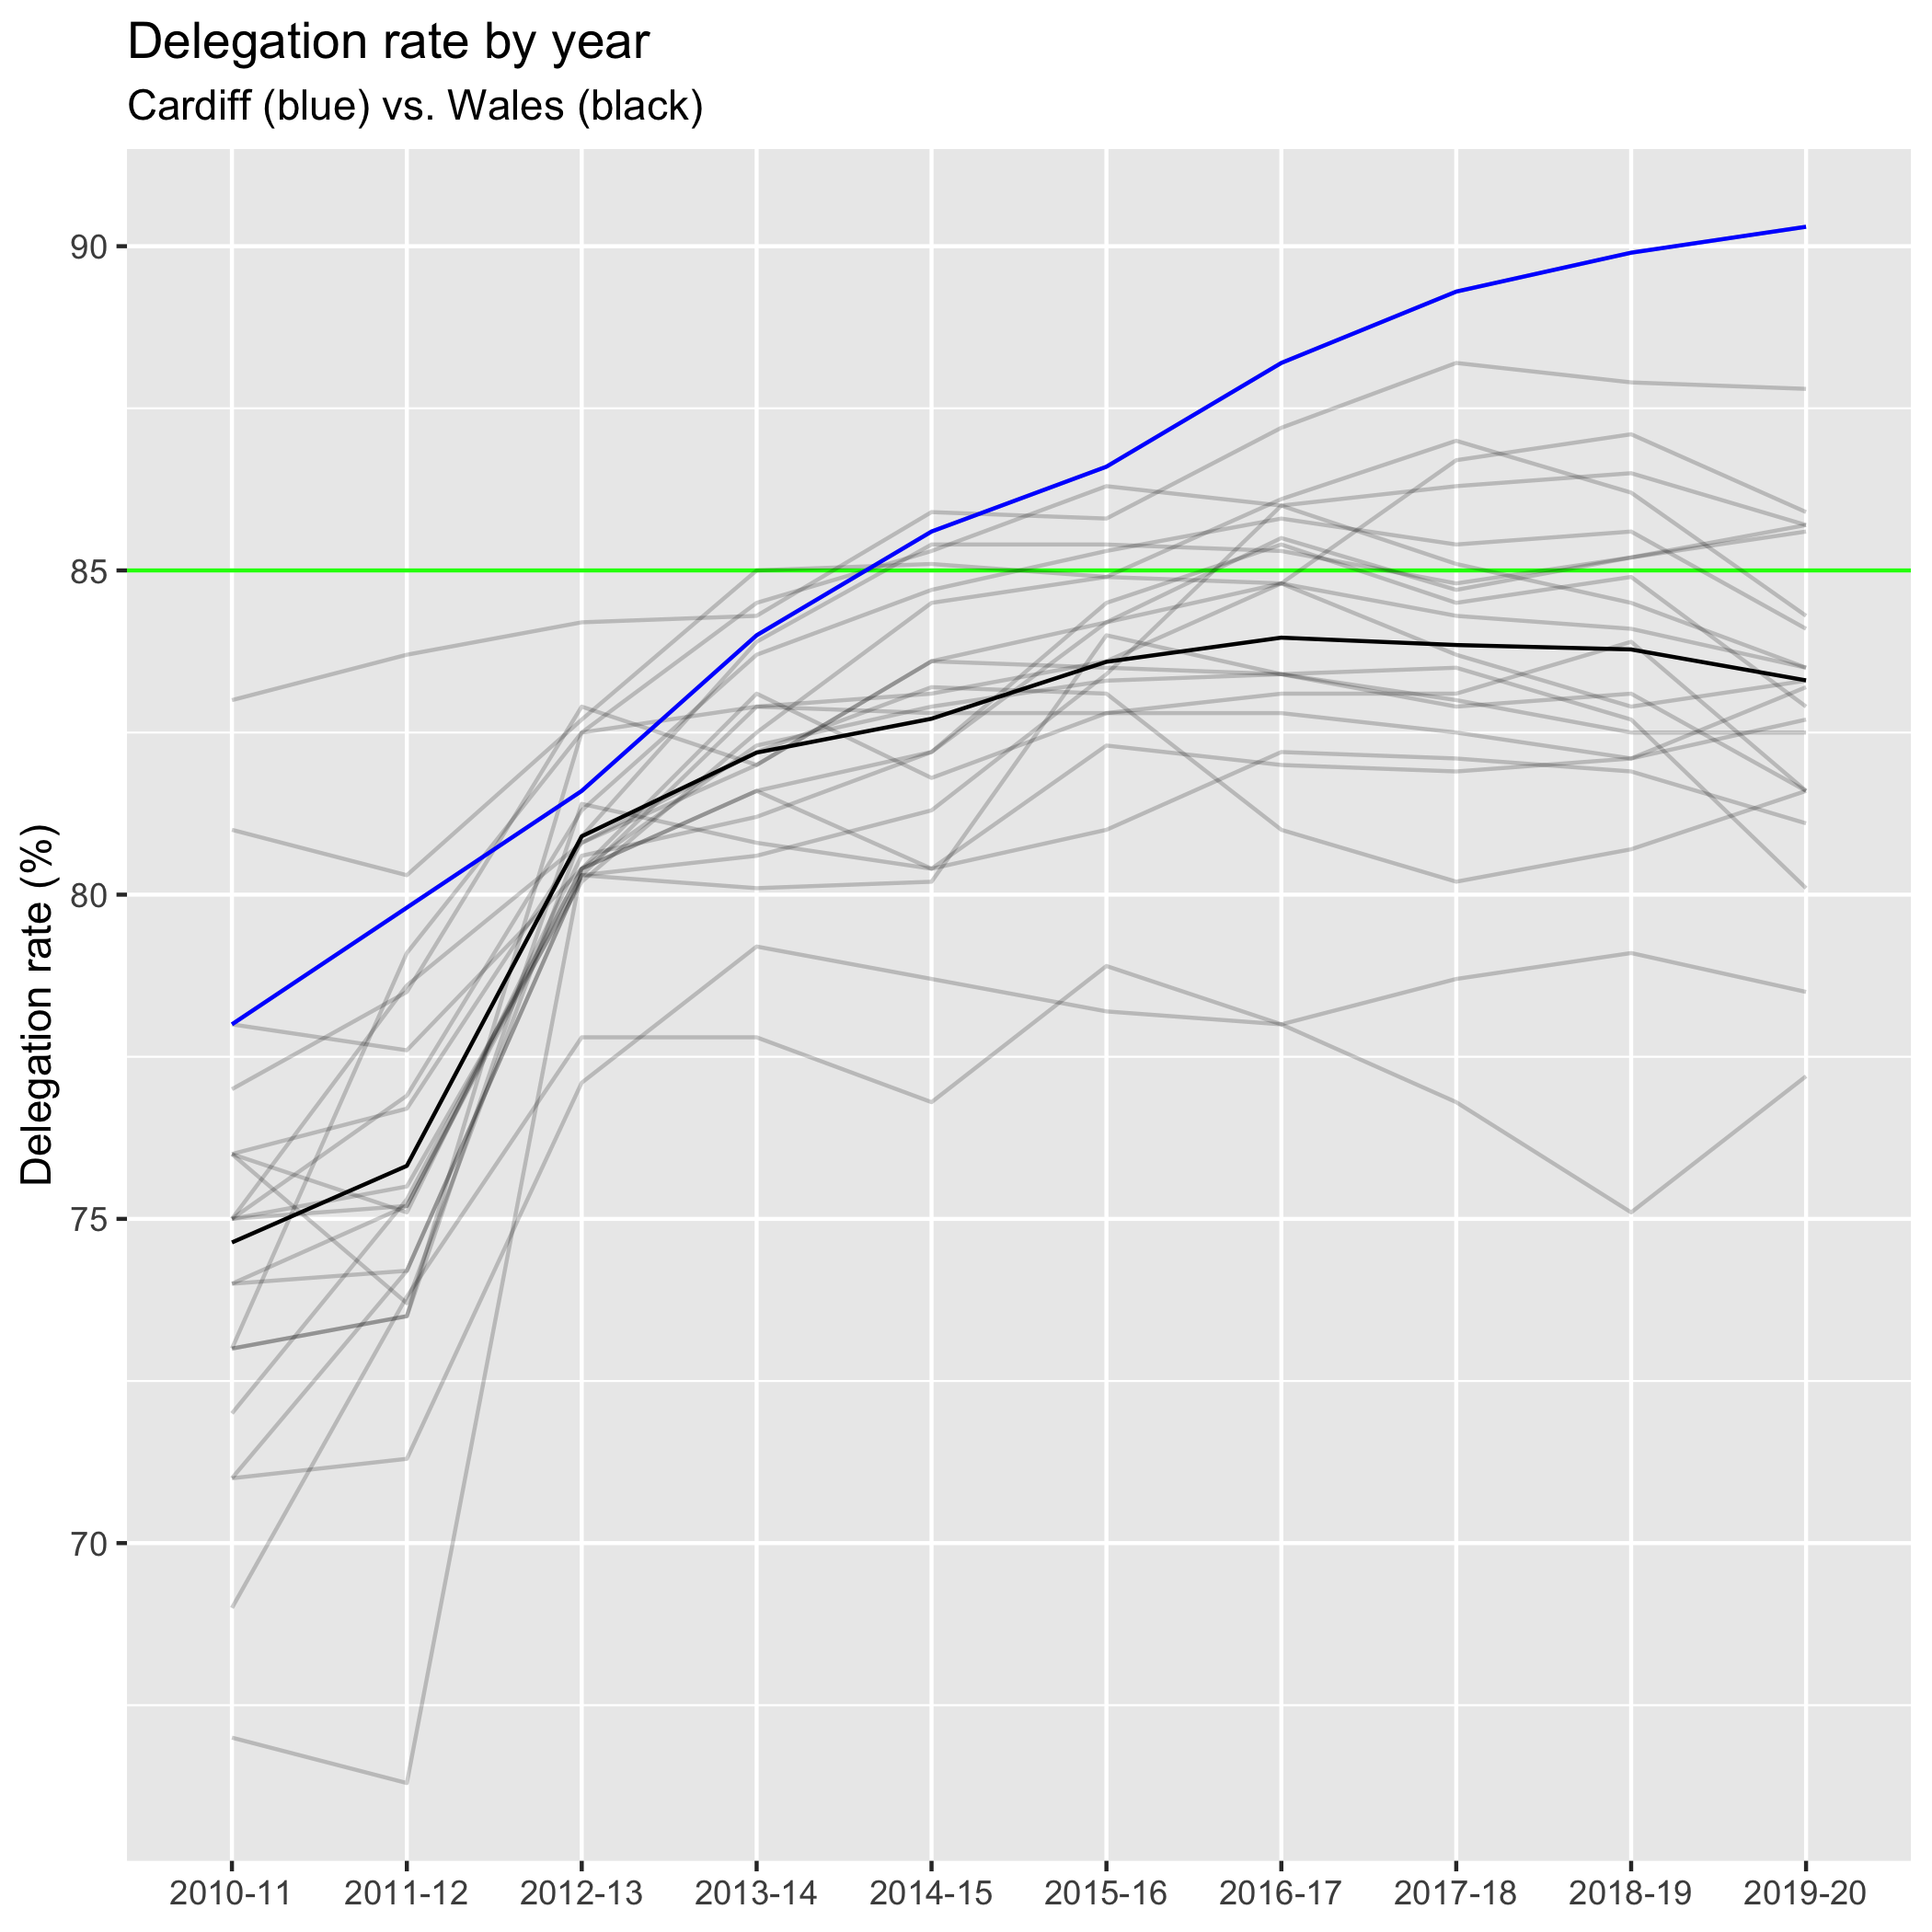 Delegation rate by year
Cardiff (blue) vs. Wales (black)
Delegation rate (%)
90
85
80
75
70
2010-11 2011-12 2012-13 2013-14 2014-15 2015-16 2016-17 2017-18 2018-19 2019-20